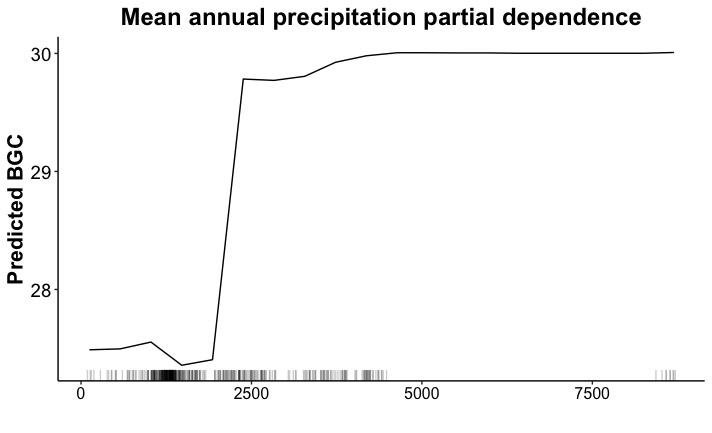 Mean annual precipitation partial dependence
Predicted BGC
30
29
28
0 2500 5000 7500